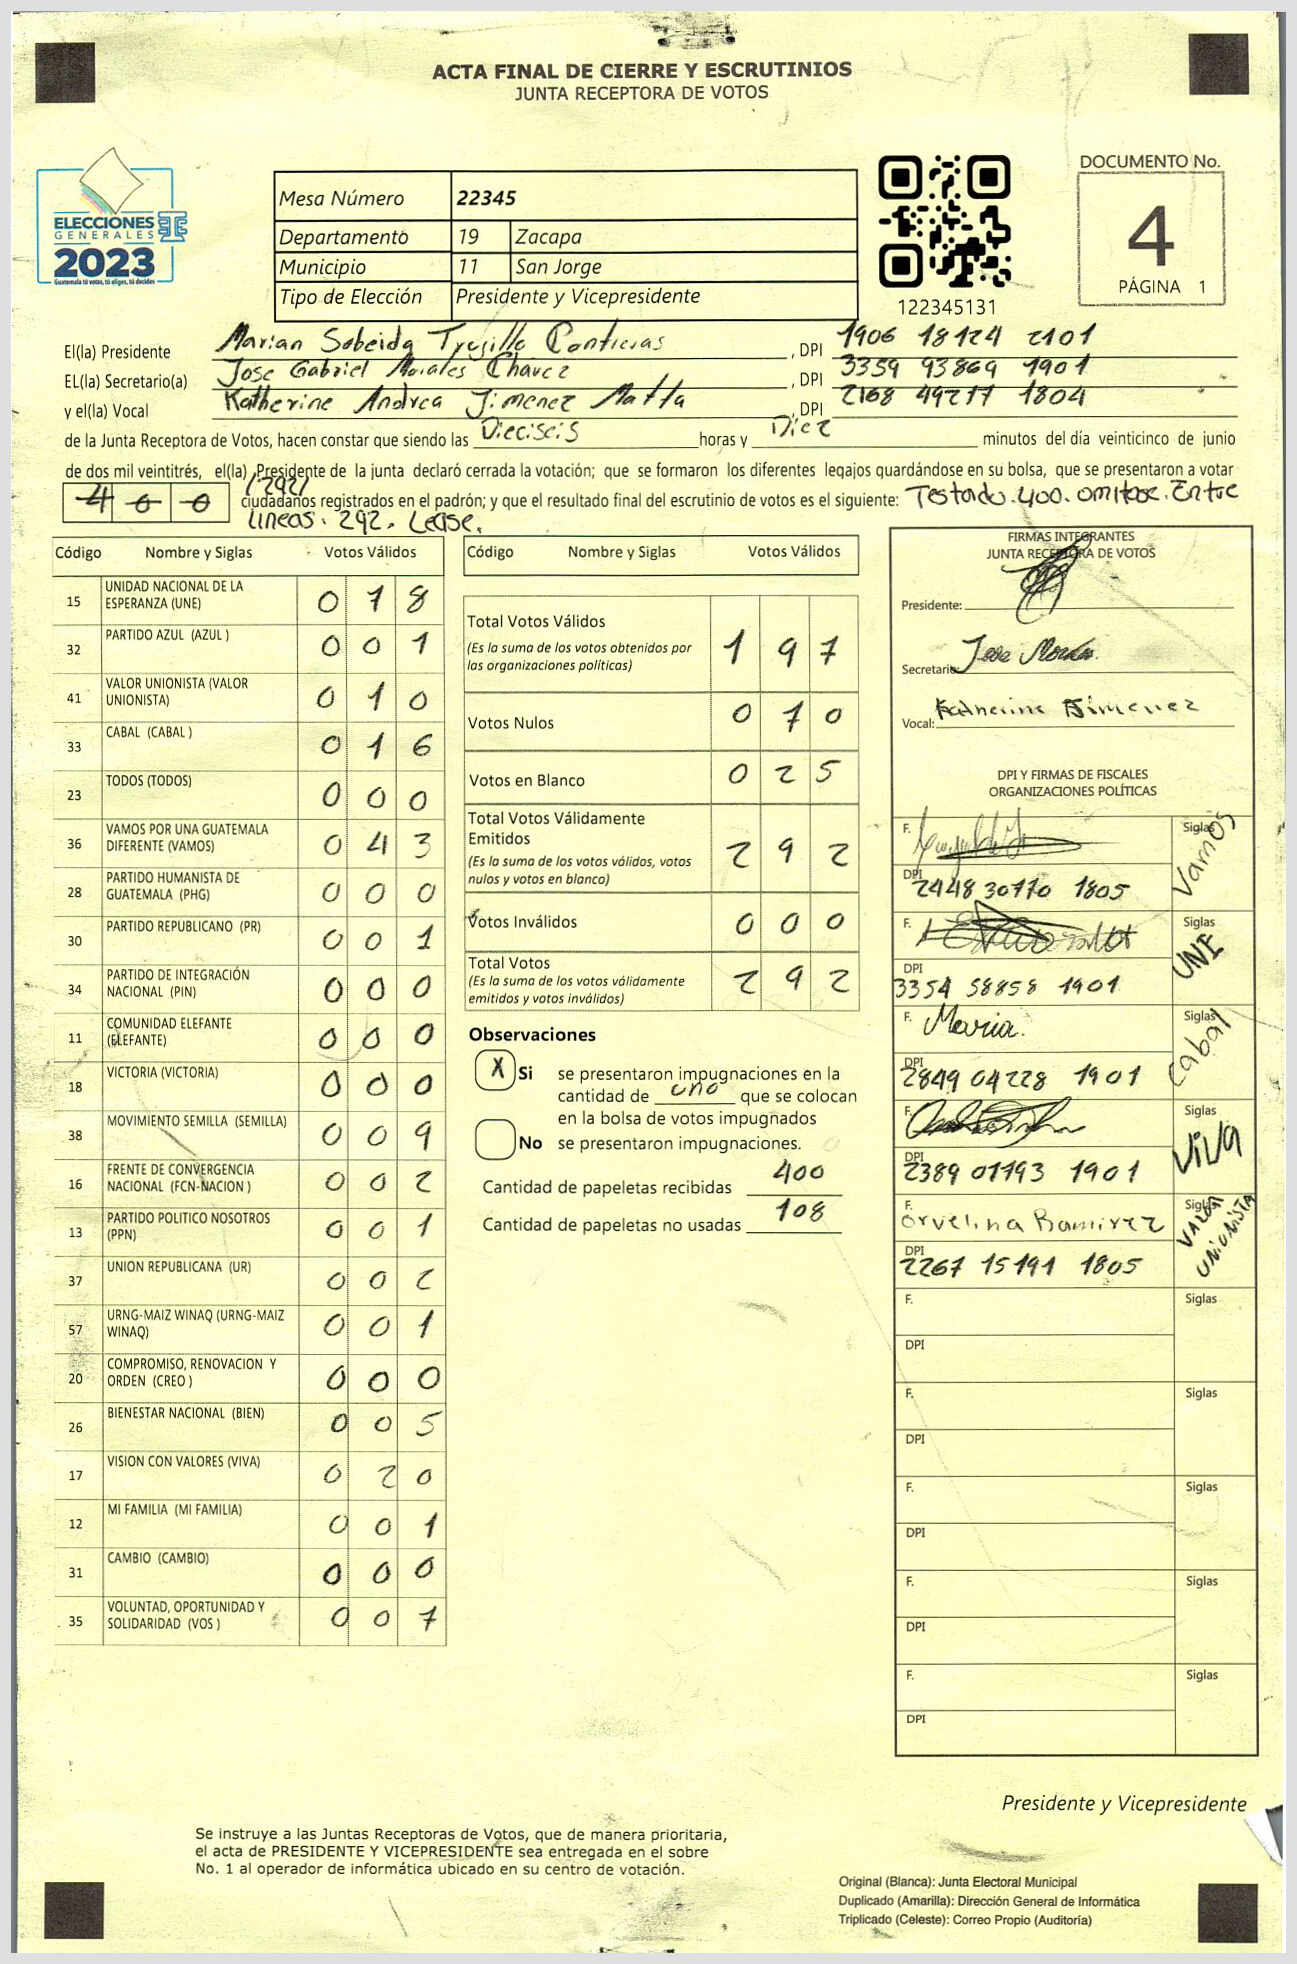 ACTA FINAL DE CIERRE Y ESCRUTINIOS
JUNTA RECEPTORA DE VOTOS
ELECCIONES
GENERALES
2023
Guatemala tú votas, tú eliges, tú decides
Mesa Número 22345
Departamento 19 Zacapa
Municipio 11 San Jorge
Tipo de Elección Presidente y Vicepresidente
122345131
DOCUMENTO No.
4
PÁGINA 1
El(la) Presidente Marian Sobeida Trujillo Contreras, DPI 1906 18124 2101
EL(la) Secretario(a) Jose Gabriel Morales Chavez, DPI 3359 93869 1901
y el(la) Vocal Katherine Andrea Jimenez Matta, DPI 2168 49277 1804
de la Junta Receptora de Votos, hacen constar que siendo las Dieciseis horas y Diez minutos del día veinticinco de junio
de dos mil veintitrés, el(la) Presidente de la junta declaró cerrada la votación; que se formaron los diferentes legajos guardándose en su bolsa, que se presentaron a votar
/292/
400 ciudadanos registrados en el padrón; y que el resultado final del escrutinio de votos es el siguiente: Testado.400.omitase.Entre
lineas. 292. Lease.
Código Nombre y Siglas Votos Válidos
15 UNIDAD NACIONAL DE LA ESPERANZA (UNE) 0 7 8
32 PARTIDO AZUL (AZUL ) 0 0 1
41 VALOR UNIONISTA (VALOR UNIONISTA) 0 1 0
33 CABAL (CABAL ) 0 1 6
23 TODOS (TODOS) 0 0 0
36 VAMOS POR UNA GUATEMALA DIFERENTE (VAMOS) 0 4 3
28 PARTIDO HUMANISTA DE GUATEMALA (PHG) 0 0 0
30 PARTIDO REPUBLICANO (PR) 0 0 1
34 PARTIDO DE INTEGRACIÓN NACIONAL (PIN) 0 0 0
11 COMUNIDAD ELEFANTE (ELEFANTE) 0 0 0
18 VICTORIA (VICTORIA) 0 0 0
38 MOVIMIENTO SEMILLA (SEMILLA) 0 0 9
16 FRENTE DE CONVERGENCIA NACIONAL (FCN-NACION ) 0 0 2
13 PARTIDO POLITICO NOSOTROS (PPN) 0 0 1
37 UNION REPUBLICANA (UR) 0 0 2
57 URNG-MAIZ WINAQ (URNG-MAIZ WINAQ) 0 0 1
20 COMPROMISO, RENOVACION Y ORDEN (CREO ) 0 0 0
26 BIENESTAR NACIONAL (BIEN) 0 0 5
17 VISION CON VALORES (VIVA) 0 2 0
12 MI FAMILIA (MI FAMILIA) 0 0 1
31 CAMBIO (CAMBIO) 0 0 0
35 VOLUNTAD, OPORTUNIDAD Y SOLIDARIDAD (VOS ) 0 0 7
Código Nombre y Siglas Votos Válidos
Total Votos Válidos 1 9 7
(Es la suma de los votos obtenidos por
las organizaciones políticas)
Votos Nulos 0 7 0
Votos en Blanco 0 2 5
Total Votos Válidamente
Emitidos 2 9 2
(Es la suma de los votos válidos, votos
nulos y votos en blanco)
Votos Inválidos 0 0 0
Total Votos 2 9 2
(Es la suma de los votos válidamente
emitidos y votos inválidos)
Observaciones
X Si se presentaron impugnaciones en la
cantidad de uno que se colocan
en la bolsa de votos impugnados
No se presentaron impugnaciones.
Cantidad de papeletas recibidas 400
Cantidad de papeletas no usadas 108
FIRMAS INTEGRANTES
JUNTA RECEPTORA DE VOTOS
Presidente:
Secretario: Jose Morales
Vocal: Katherine Jimenez
DPI Y FIRMAS DE FISCALES
ORGANIZACIONES POLÍTICAS
F. Siglas Vamos
DPI 2448 30770 1805
F. Siglas UNE
DPI 3354 58858 1901
F. Maria. Siglas Cabal
DPI 2849 04228 1901
F. Siglas VIVA
DPI 2389 01193 1901
F. orvelina Ramirez Siglas VALOR UNIONISTA
DPI 2267 15191 1805
F. Siglas
DPI
F. Siglas
DPI
F. Siglas
DPI
F. Siglas
DPI
F. Siglas
DPI
Presidente y Vicepresidente
Se instruye a las Juntas Receptoras de Votos, que de manera prioritaria,
el acta de PRESIDENTE Y VICEPRESIDENTE sea entregada en el sobre
No. 1 al operador de informática ubicado en su centro de votación.
Original (Blanca): Junta Electoral Municipal
Duplicado (Amarilla): Dirección General de Informática
Triplicado (Celeste): Correo Propio (Auditoría)